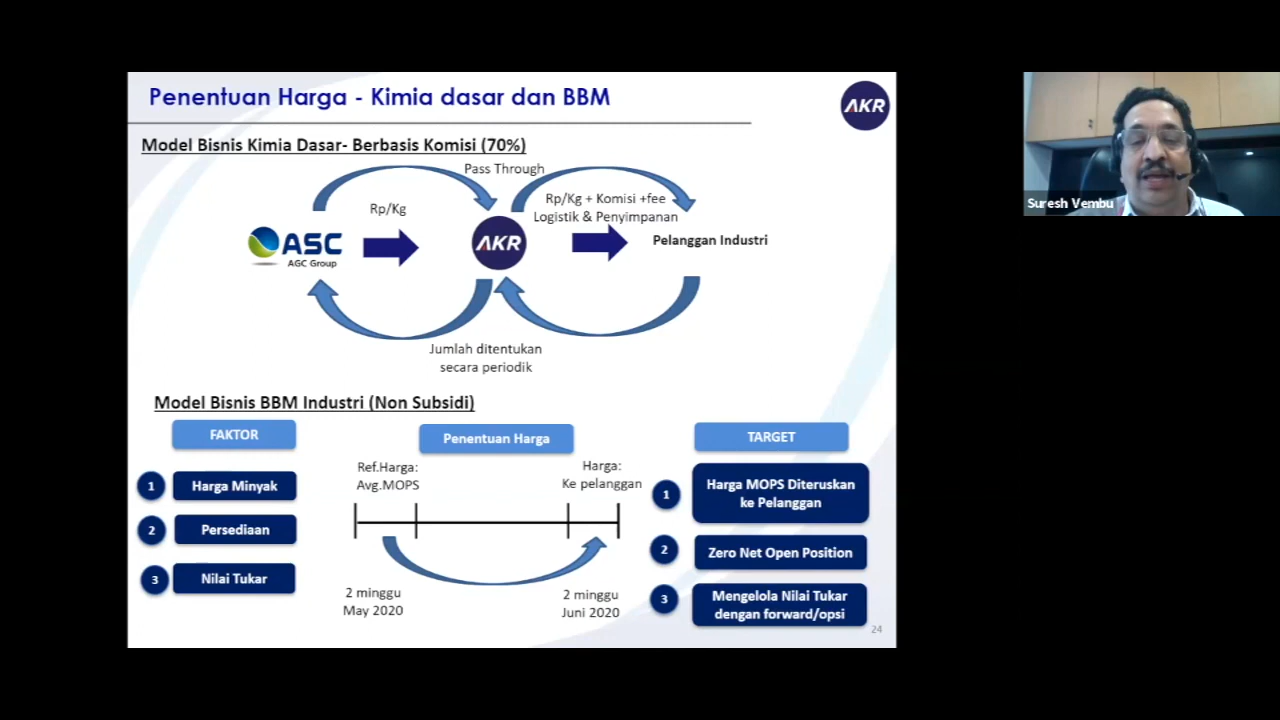 Penentuan Harga - Kimia dasar dan BBM
AKR
Model Bisnis Kimia Dasar- Berbasis Komisi (70%)
Pass Through
Rp/Kg
Rp/Kg + Komisi +fee
Logistik & Penyimpanan
ASC
AGC Group
AKR
Pelanggan Industri
Jumlah ditentukan
secara periodik
Model Bisnis BBM Industri (Non Subsidi)
FAKTOR
1 Harga Minyak
2 Persediaan
3 Nilai Tukar
Penentuan Harga
Ref.Harga:
Avg.MOPS
Harga:
Ke pelanggan
2 minggu
May 2020
2 minggu
Juni 2020
TARGET
1 Harga MOPS Diteruskan
ke Pelanggan
2 Zero Net Open Position
3 Mengelola Nilai Tukar
dengan forward/opsi
24
Suresh Vembu